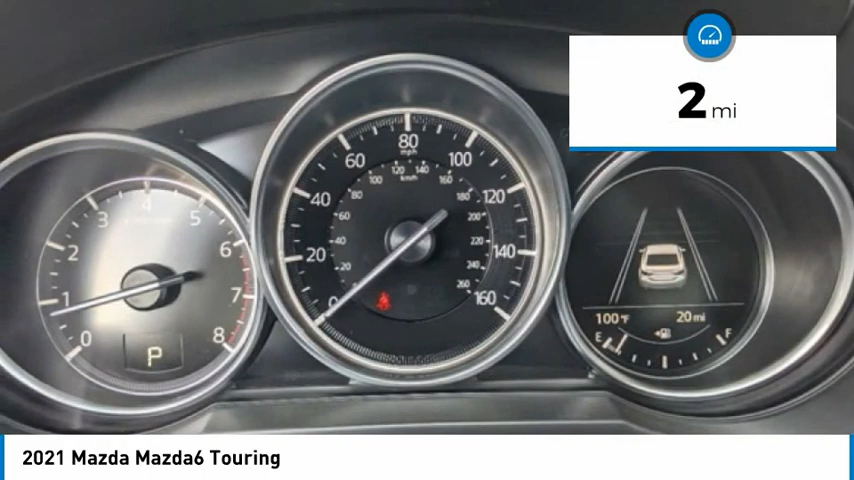 2 mi
0 1 2 3 4 5 6 7 8
P
0 20 40 60 80 100 120 140 160
mph
20 40 60 80 100 120 140 160 180 200 220 240 260
km/h
100°F 20 mi
E F
2021 Mazda Mazda6 Touring